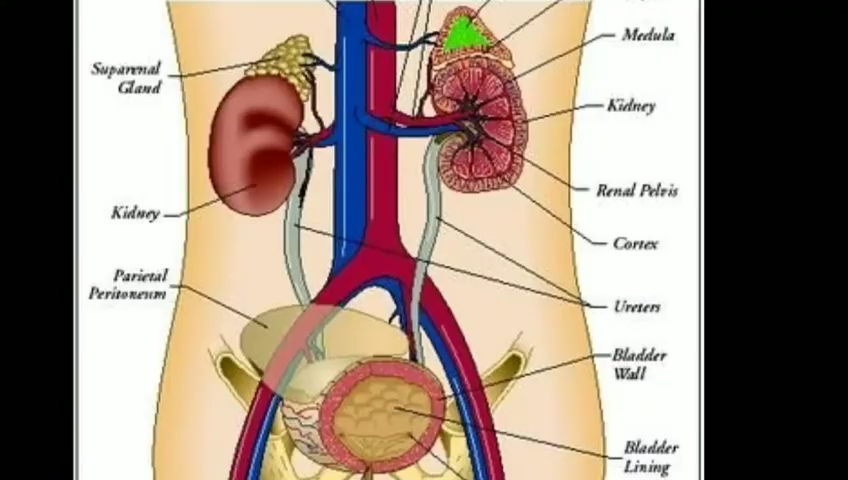 Medula
Suparenal
Gland
Kidney
Renal Pelvis
Kidney
Cortex
Parietal
Peritoneum
Ureters
Bladder
Wall
Bladder
Lining